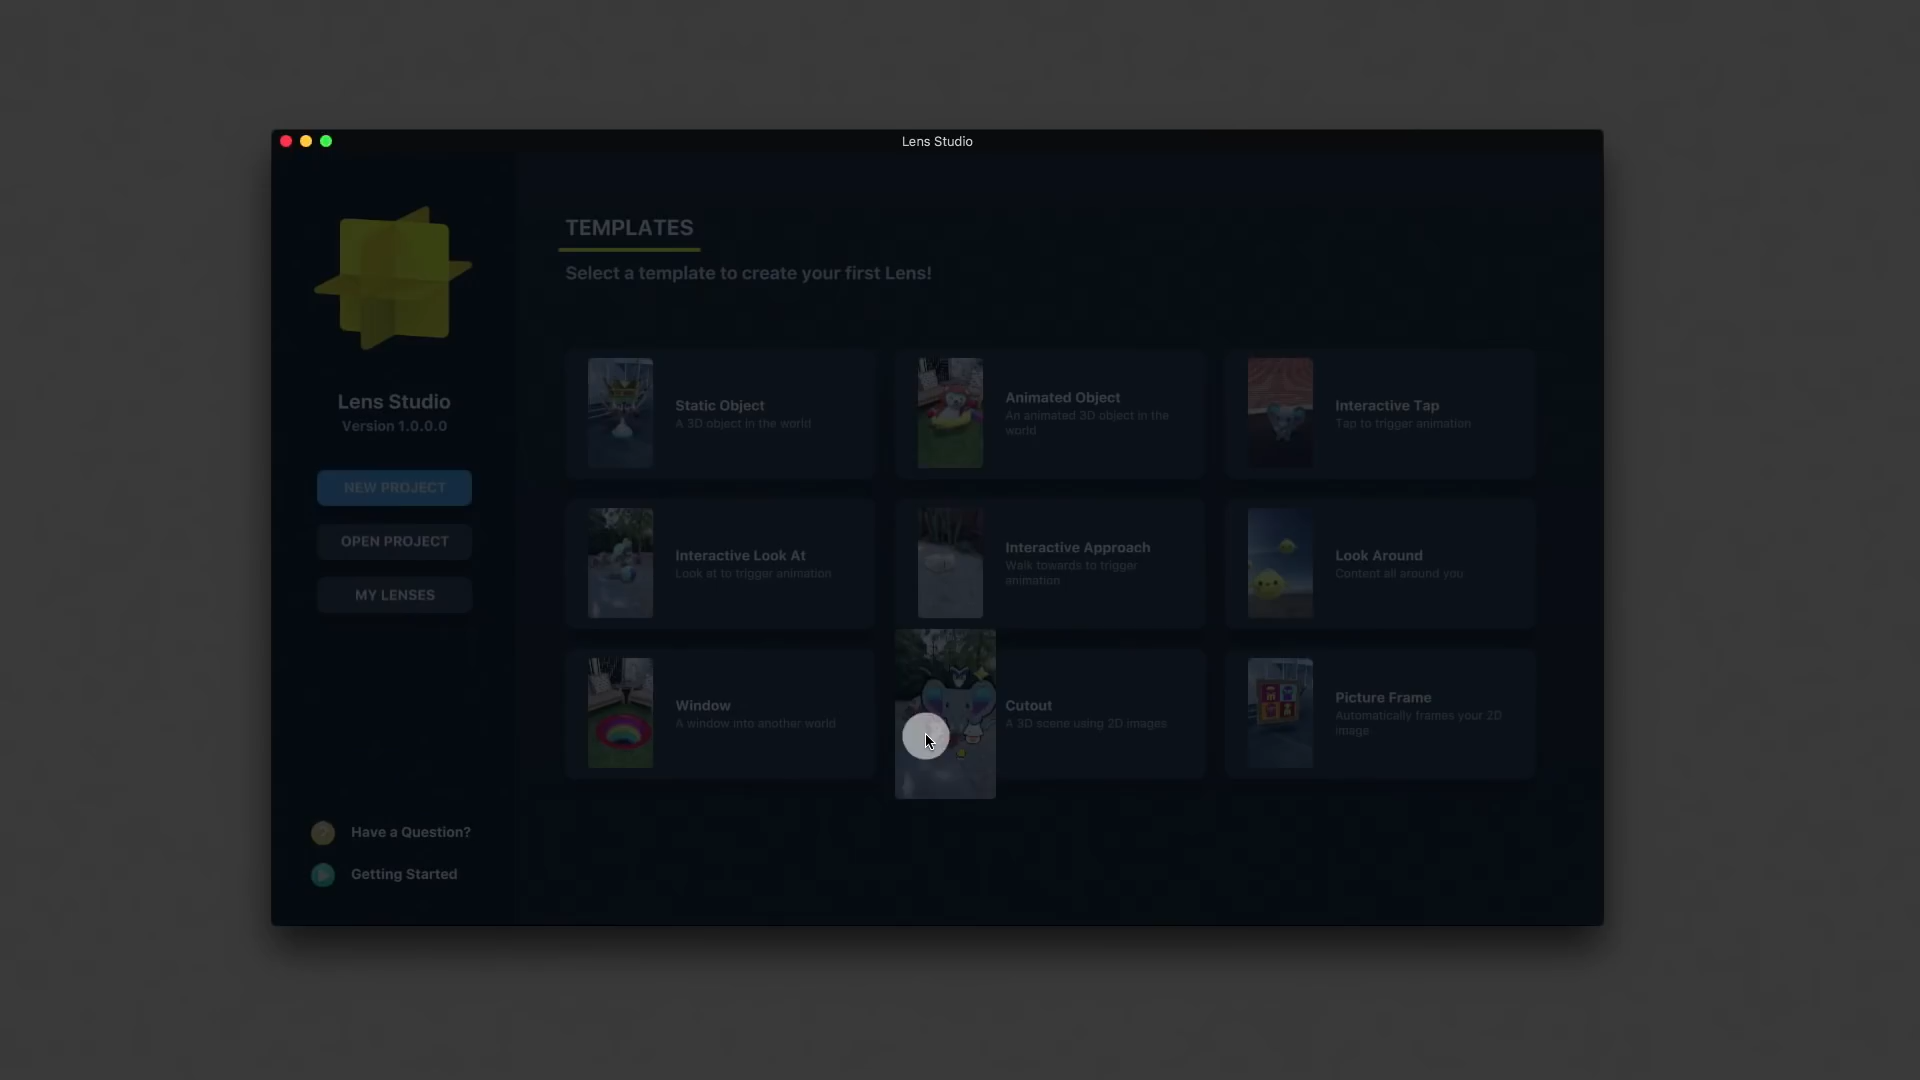 Lens Studio
TEMPLATES
Select a template to create your first Lens!
Lens Studio
Version 1.0.0.0
NEW PROJECT
OPEN PROJECT
MY LENSES
Have a Question?
Getting Started
Static Object
A 3D object in the world
Animated Object
An animated 3D object in the
world
Interactive Tap
Tap to trigger animation
Interactive Look At
Look at to trigger animation
Interactive Approach
Walk towards to trigger
animation
Look Around
Content all around you
Window
A window into another world
Cutout
A 3D scene using 2D images
Picture Frame
Automatically frames your 2D
image